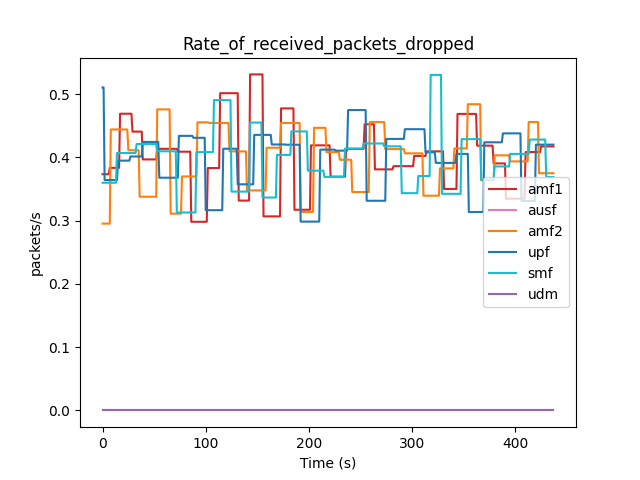 Rate_of_received_packets_dropped
packets/s
0.5
0.4
0.3
0.2
0.1
0.0
0
100
200
300
400
Time (s)
amf1
ausf
amf2
upf
smf
udm